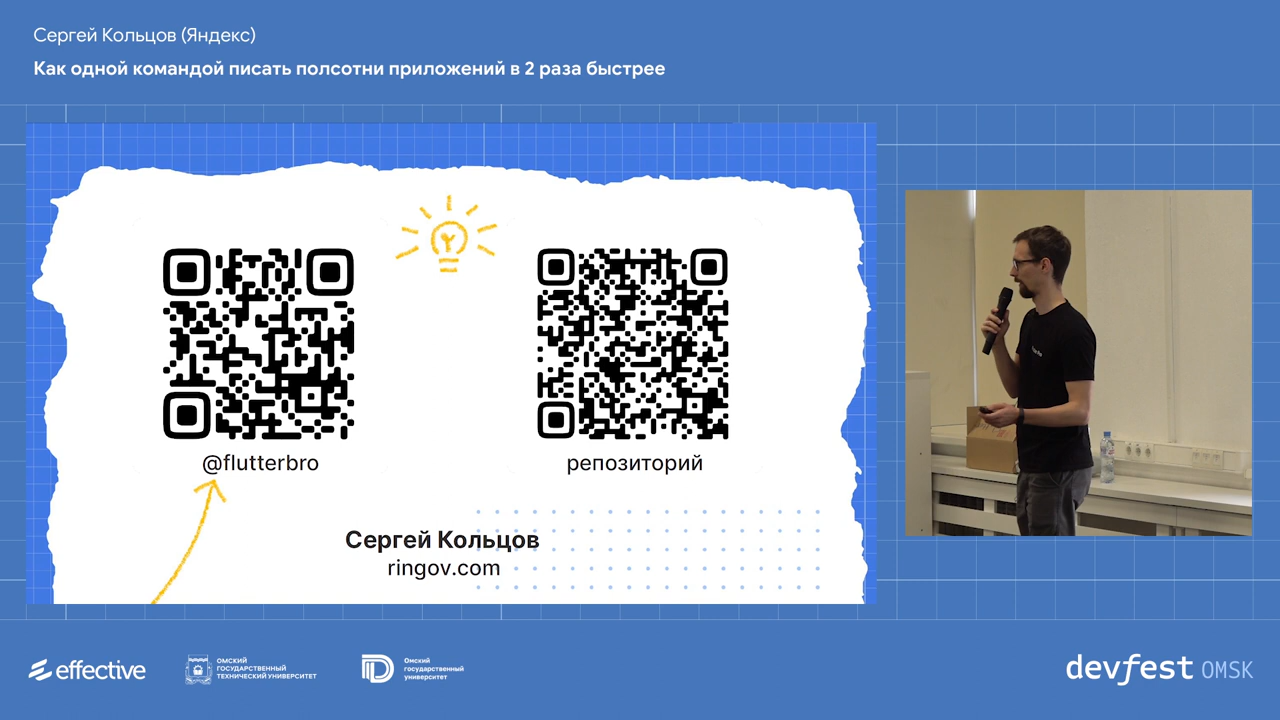 Сергей Кольцов (Яндекс)
Как одной командой писать полсотни приложений в 2 раза быстрее
@flutterbro
репозиторий
Сергей Кольцов
ringov.com
effective
ОМСКИЙ
ГОСУДАРСТВЕННЫЙ
ТЕХНИЧЕСКИЙ УНИВЕРСИТЕТ
Омский
государственный
университет
devfest OMSK